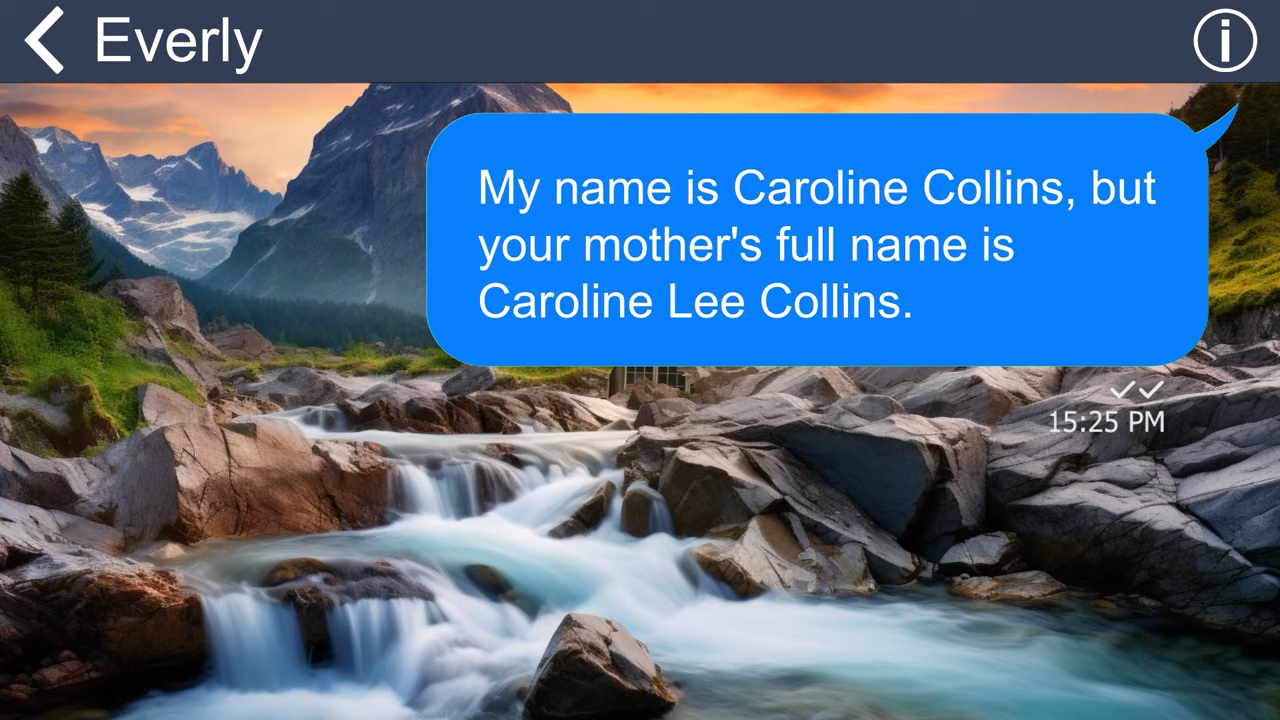 Everly
My name is Caroline Collins, but
your mother's full name is
Caroline Lee Collins.
15:25 PM